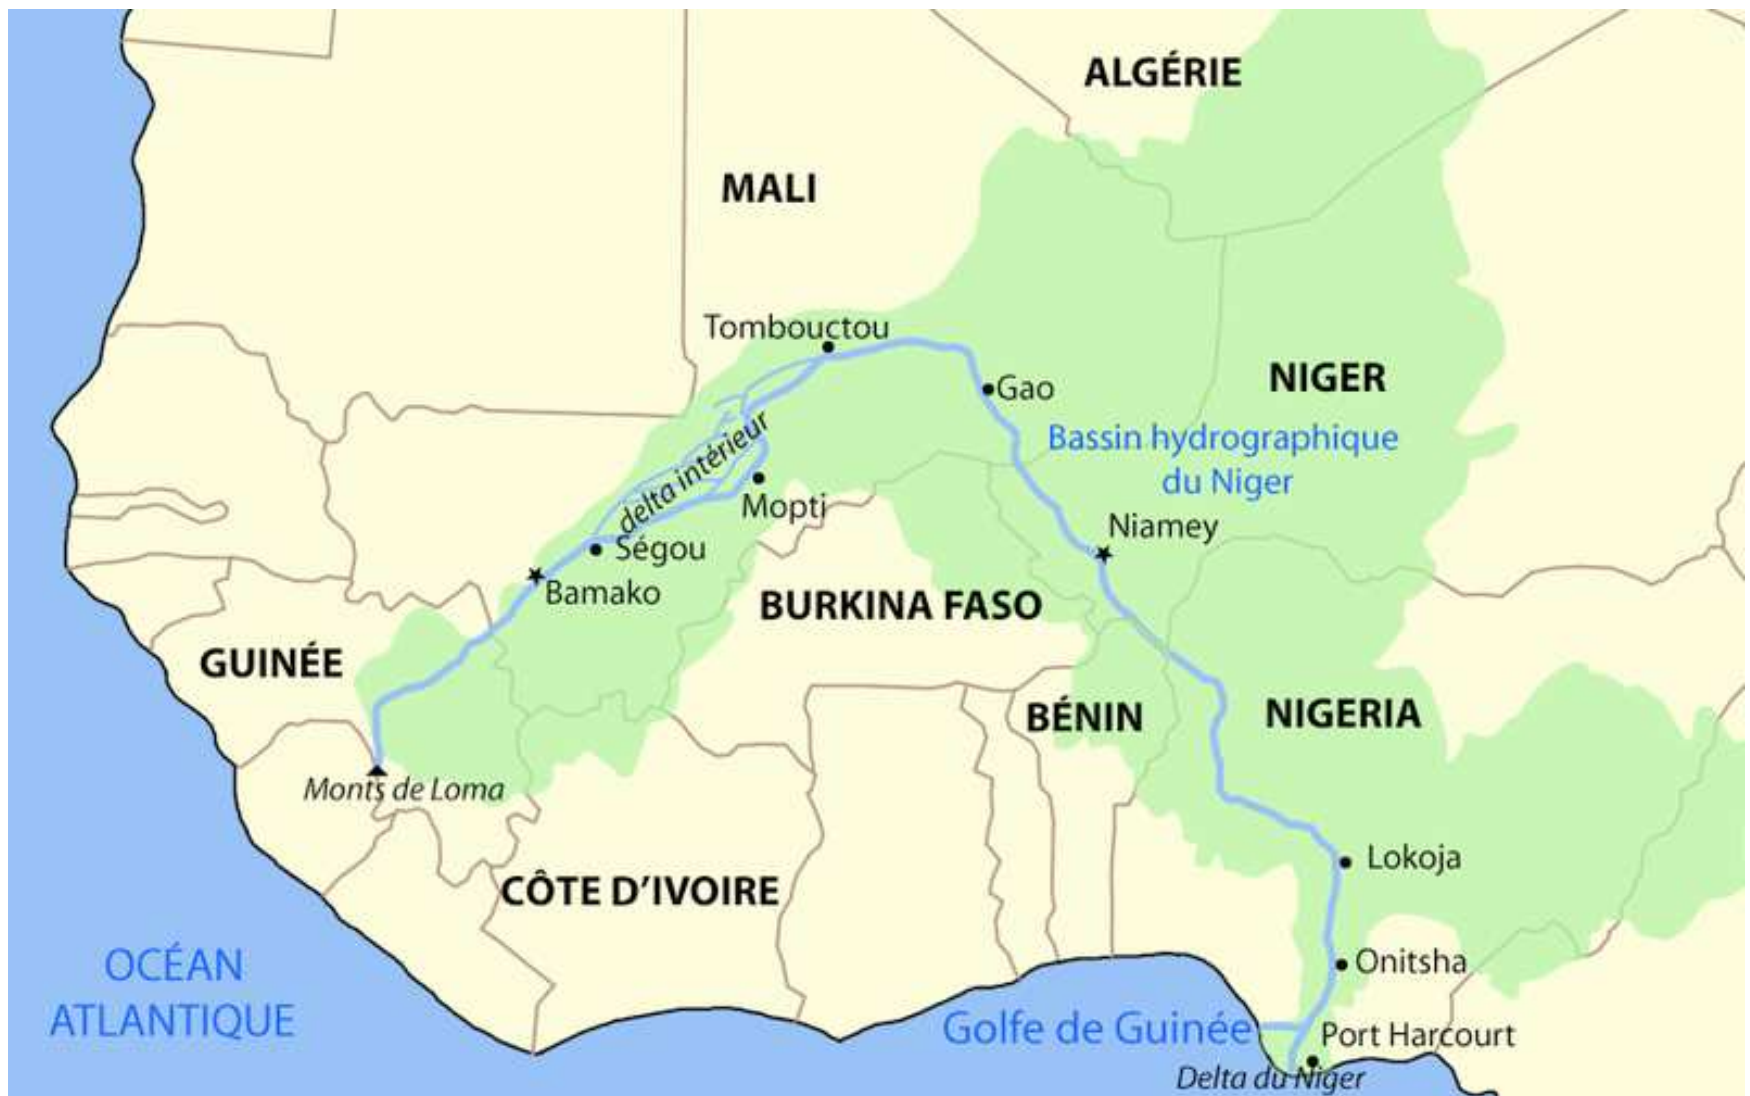 ALGÉRIE
MALI
Tombouctou
Gao
NIGER
Bassin hydrographique
du Niger
delta intérieur
Mopti
Niamey
Ségou
Bamako
BURKINA FASO
GUINÉE
BÉNIN
NIGERIA
Monts de Loma
Lokoja
CÔTE D’IVOIRE
OCÉAN
ATLANTIQUE
Onitsha
Golfe de Guinée
Port Harcourt
Delta du Niger